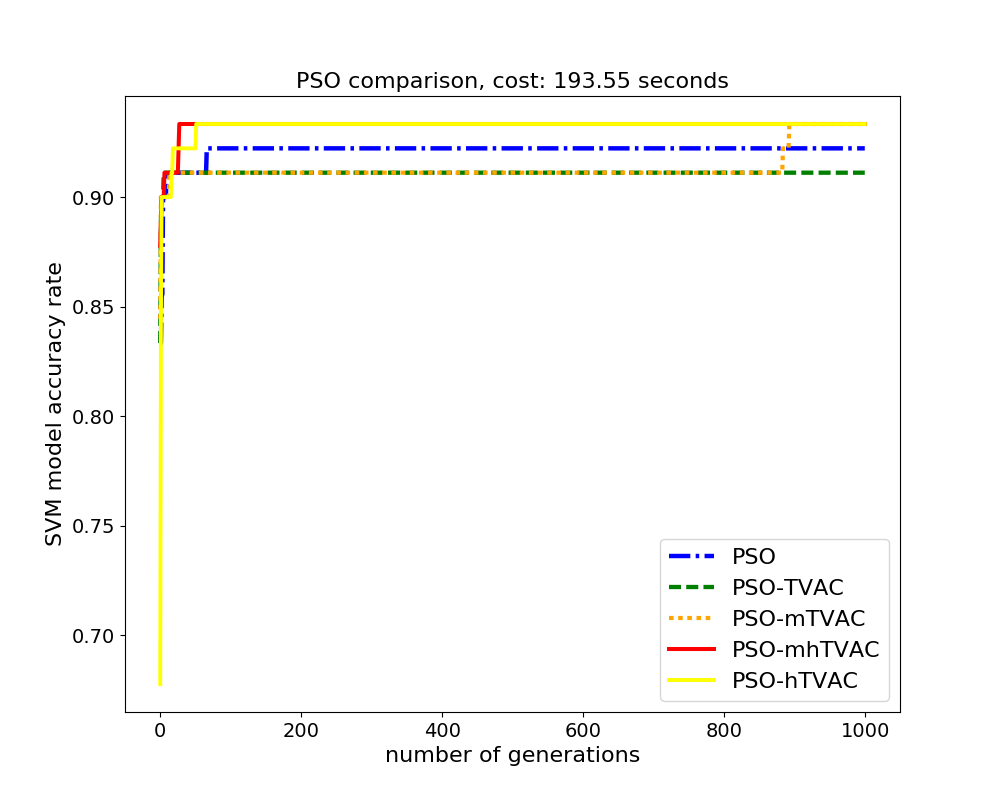 PSO comparison, cost: 193.55 seconds
SVM model accuracy rate
0.90
0.85
0.80
0.75
0.70
PSO
PSO-TVAC
PSO-mTVAC
PSO-mhTVAC
PSO-hTVAC
0 200 400 600 800 1000
number of generations